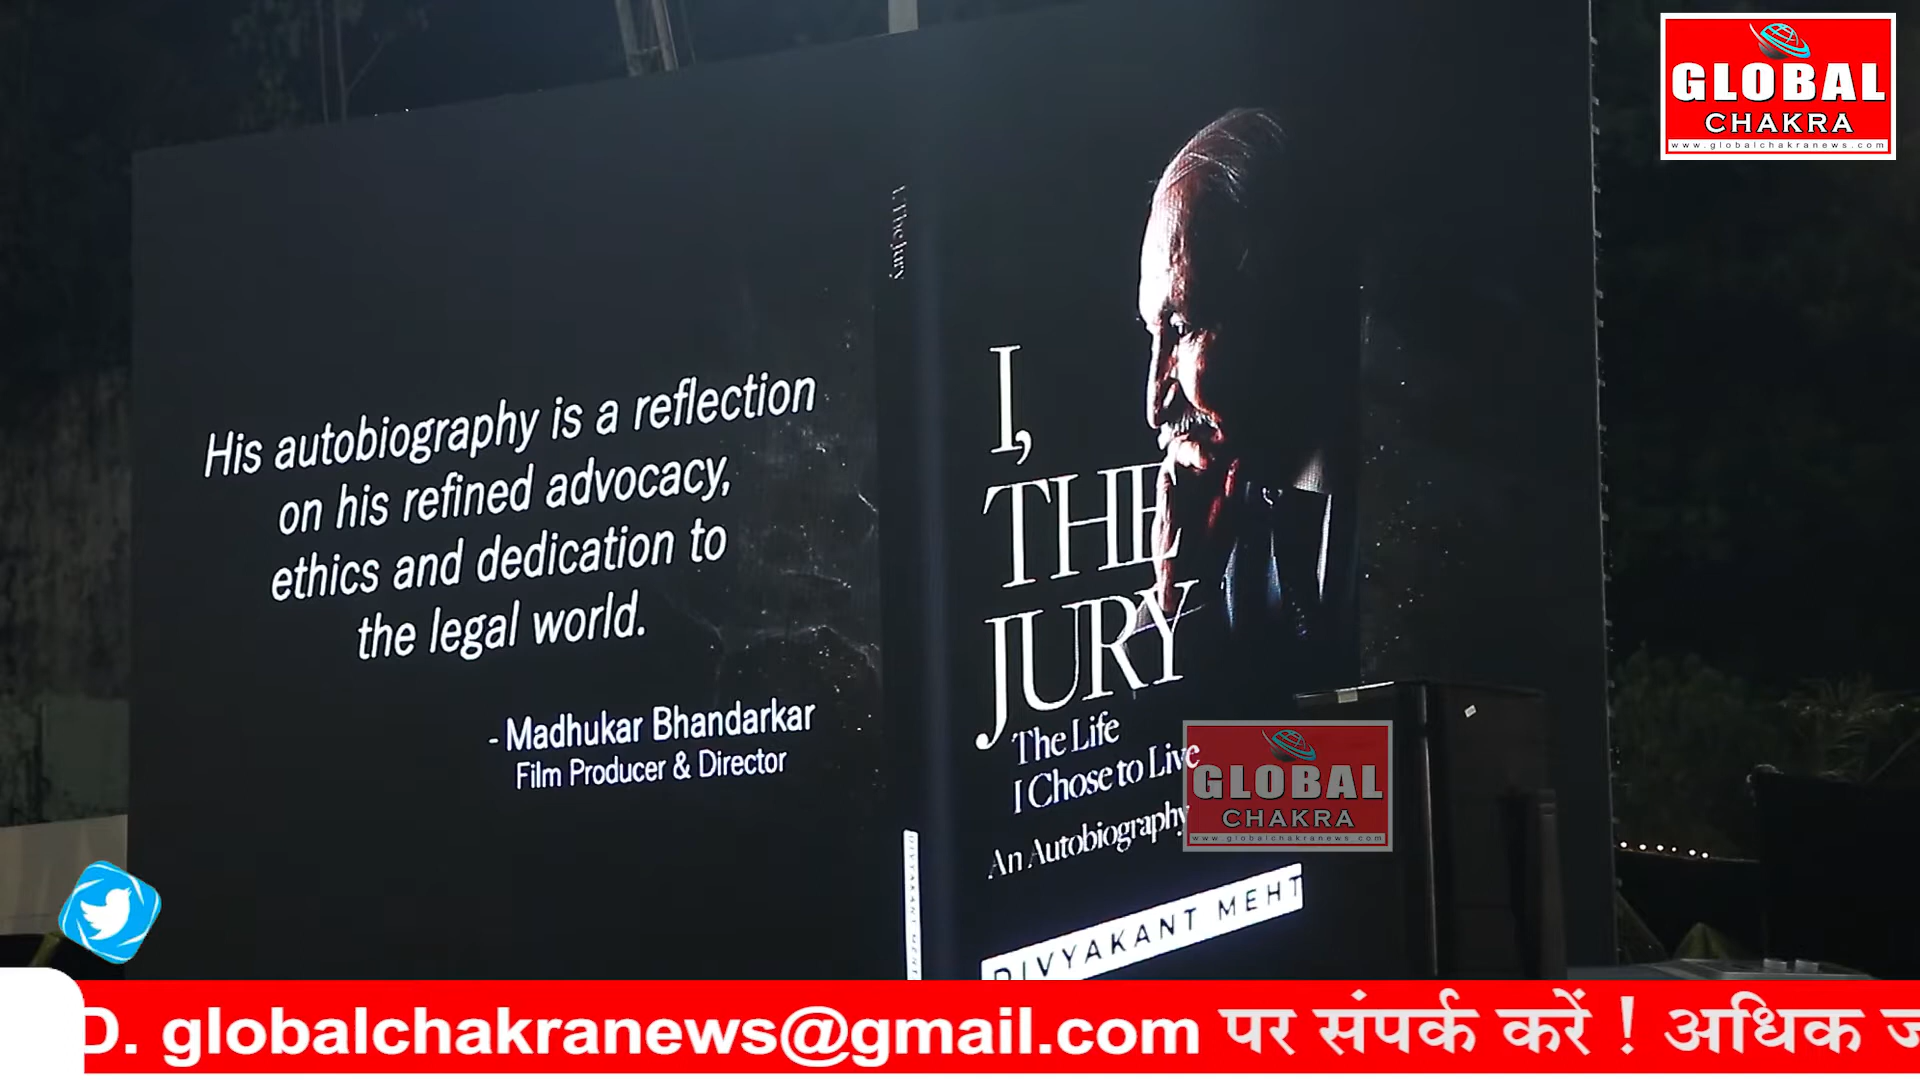 GLOBAL
CHAKRA
www.globalchakranews.com
I, The Jury
His autobiography is a reflection
on his refined advocacy,
ethics and dedication to
the legal world.
- Madhukar Bhandarkar
Film Producer & Director
I,
THE
JURY
The Life
I Chose to Live
An Autobiography
DIVYAKANT MEHT
DIVYAKANT MEHT
GLOBAL
CHAKRA
www.globalchakranews.com
D. globalchakranews@gmail.com पर संपर्क करें ! अधिक ज